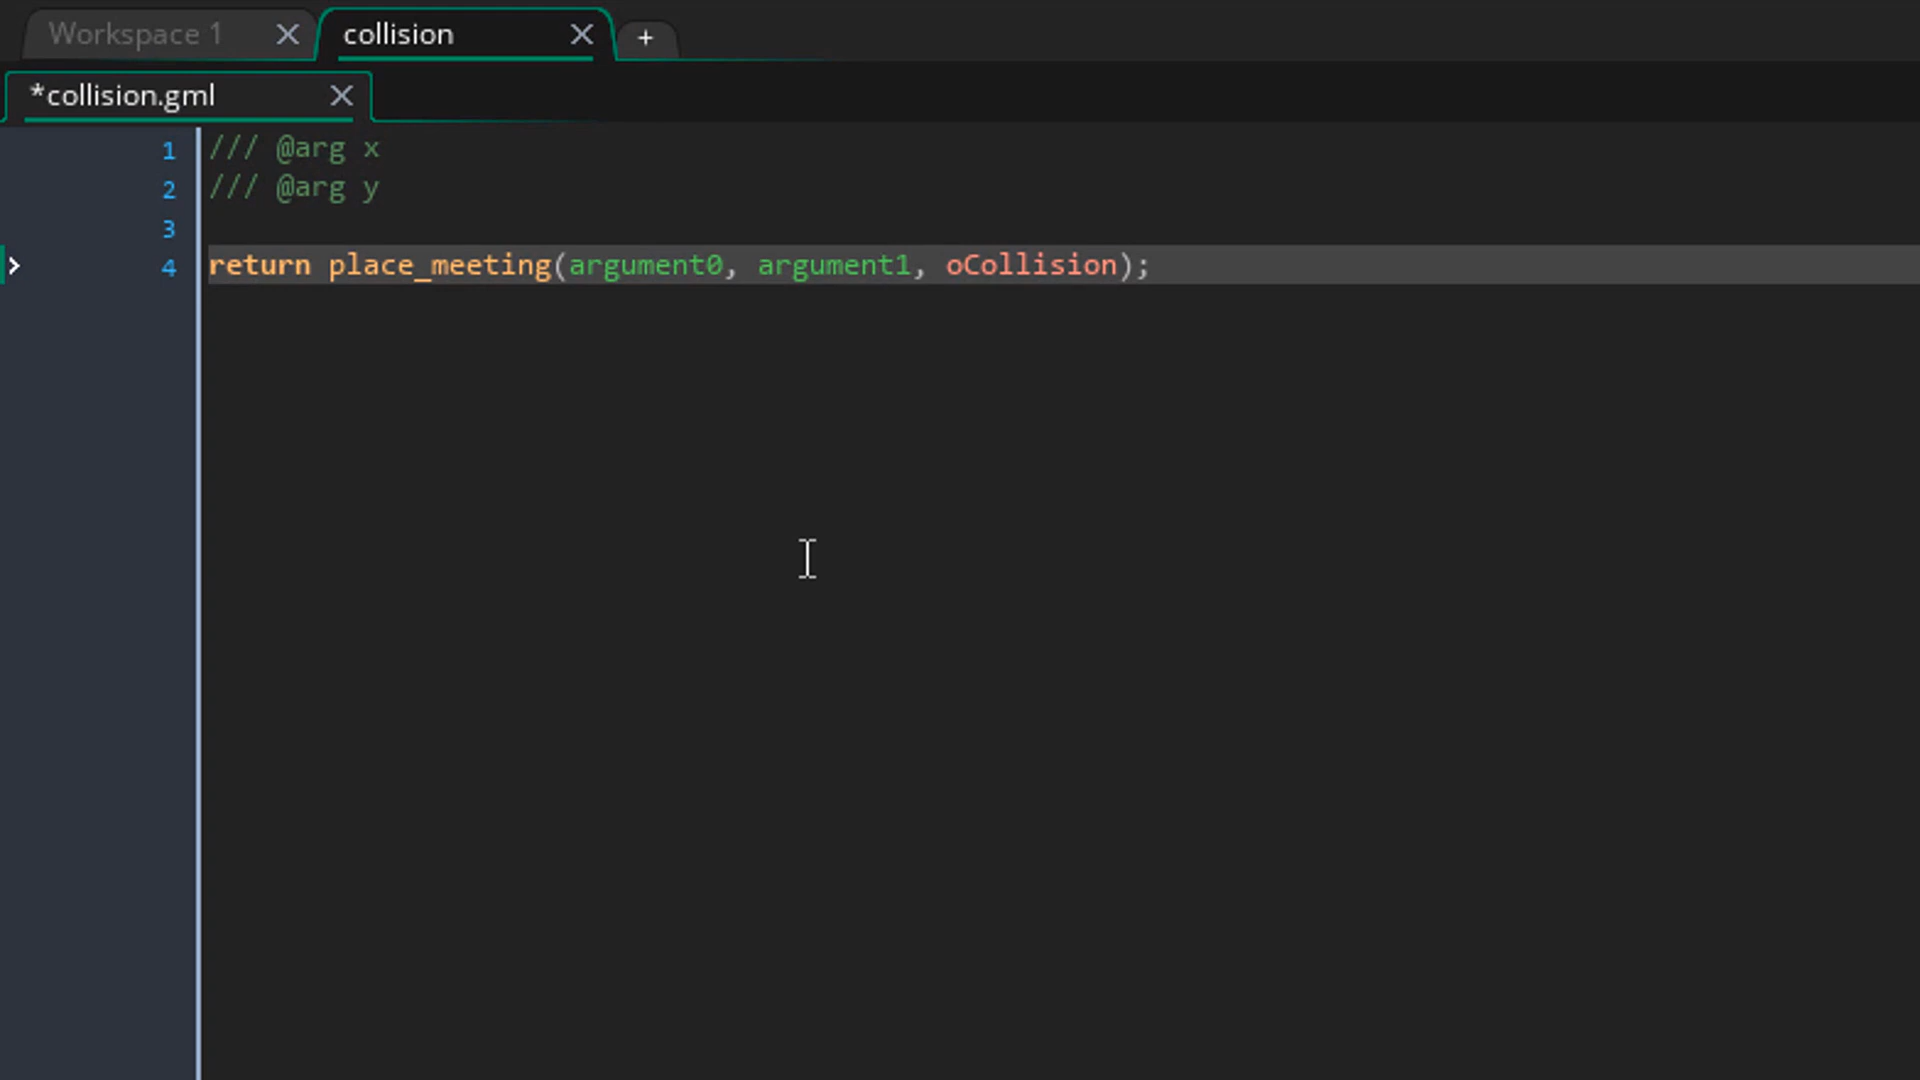 Workspace 1
collision
+
*collision.gml
1 /// @arg x
2 /// @arg y
3
4 return place_meeting(argument0, argument1, oCollision);